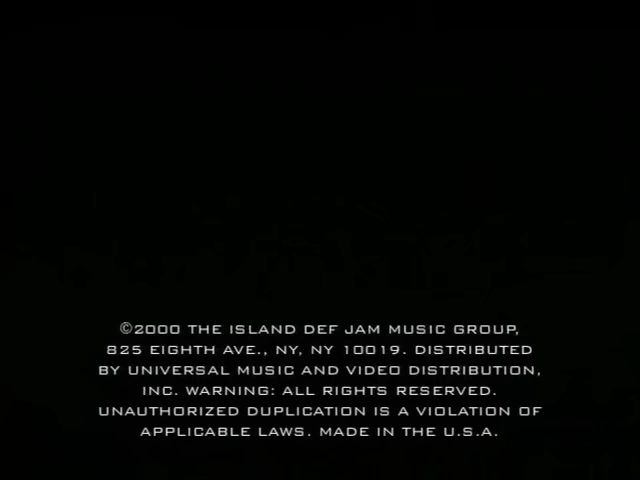 ©2000 THE ISLAND DEF JAM MUSIC GROUP,
825 EIGHTH AVE., NY, NY 10019. DISTRIBUTED
BY UNIVERSAL MUSIC AND VIDEO DISTRIBUTION,
INC. WARNING: ALL RIGHTS RESERVED.
UNAUTHORIZED DUPLICATION IS A VIOLATION OF
APPLICABLE LAWS. MADE IN THE U.S.A.